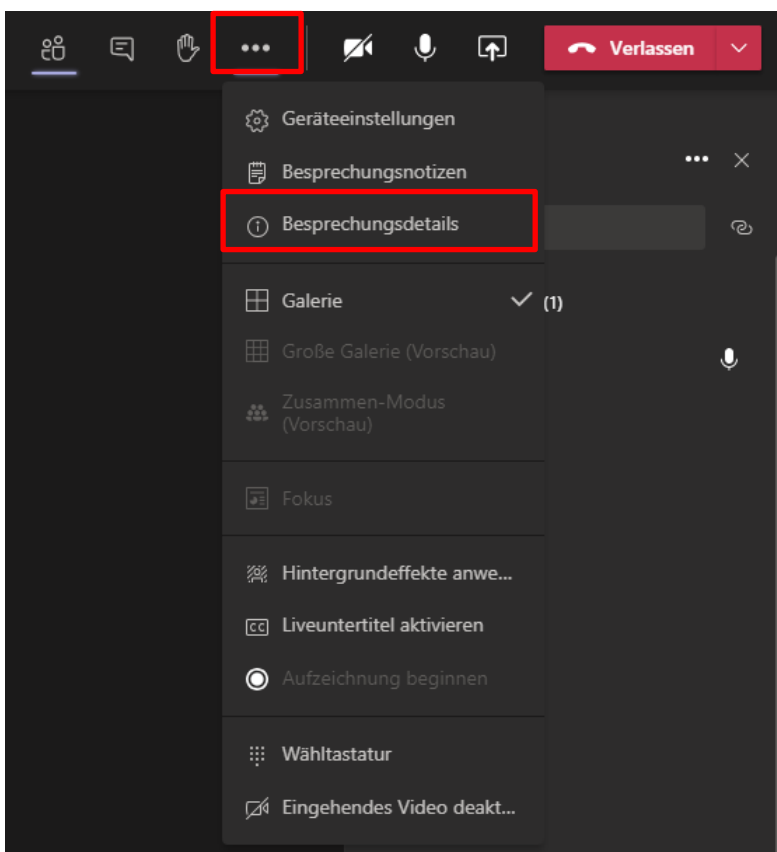 Verlassen
Geräteeinstellungen
Besprechungsnotizen
Besprechungsdetails
Galerie
(1)
Große Galerie (Vorschau)
Zusammen-Modus
(Vorschau)
Fokus
Hintergrundeffekte anwe...
CC Liveuntertitel aktivieren
Aufzeichnung beginnen
Wähltastatur
Eingehendes Video deakt...